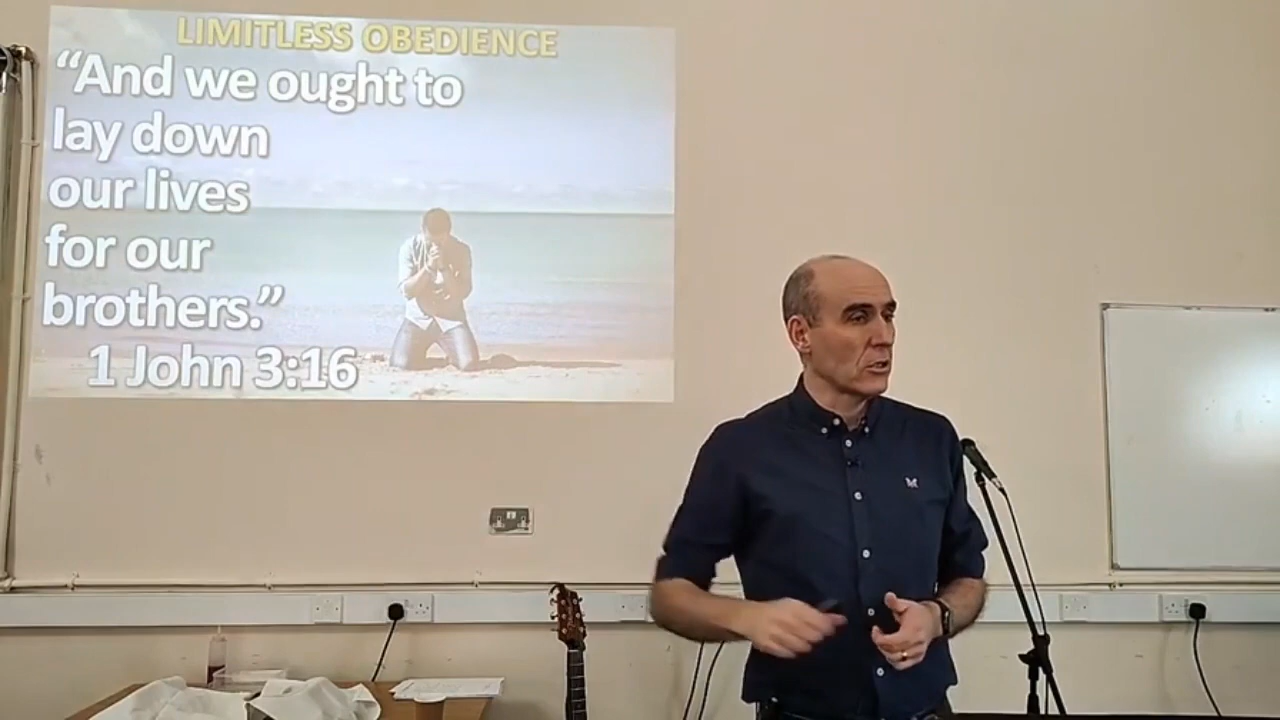 LIMITLESS OBEDIENCE
“And we ought to
lay down
our lives
for our
brothers.”
1 John 3:16